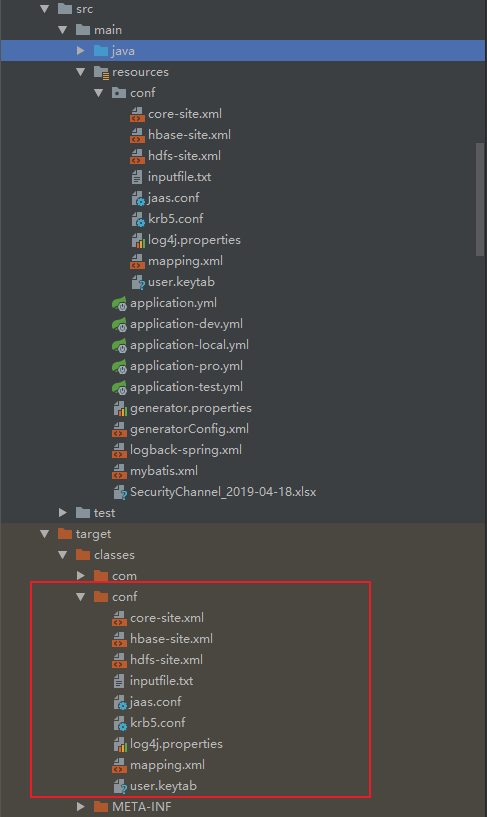 src
main
java
resources
conf
core-site.xml
hbase-site.xml
hdfs-site.xml
inputfile.txt
jaas.conf
krb5.conf
log4j.properties
mapping.xml
user.keytab
application.yml
application-dev.yml
application-local.yml
application-pro.yml
application-test.yml
generator.properties
generatorConfig.xml
logback-spring.xml
mybatis.xml
SecurityChannel_2019-04-18.xlsx
test
target
classes
com
conf
core-site.xml
hbase-site.xml
hdfs-site.xml
inputfile.txt
jaas.conf
krb5.conf
log4j.properties
mapping.xml
user.keytab
META-INF